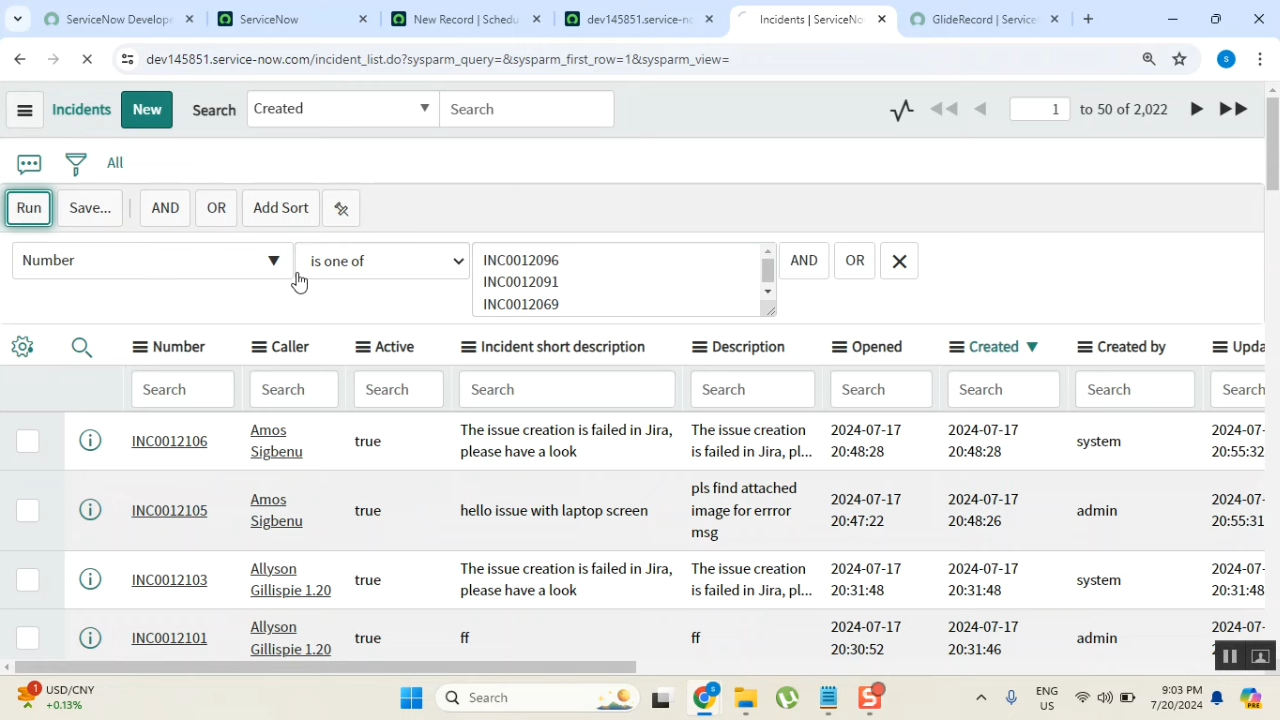 ServiceNow Develope
ServiceNow
New Record | Schedu
dev145851.service-n
Incidents | ServiceNo
GlideRecord | Service
dev145851.service-now.com/incident_list.do?sysparm_query=&sysparm_first_row=1&sysparm_view=
S
Incidents New Search Created Search 1 to 50 of 2,022
All
Run Save... AND OR Add Sort
Number is one of INC0012096 AND OR
INC0012091
INC0012069
Number Caller Active Incident short description Description Opened Created Created by Upda
Search Search Search Search Search Search Search Search Search
INC0012106 Amos Sigbenu true The issue creation is failed in Jira, please have a look The issue creation is failed in Jira, pl... 2024-07-17 20:48:28 2024-07-17 20:48:28 system 2024-07- 20:55:32
INC0012105 Amos Sigbenu true hello issue with laptop screen pls find attached image for errror msg 2024-07-17 20:47:22 2024-07-17 20:48:26 admin 2024-07- 20:55:31
INC0012103 Allyson Gillispie 1.20 true The issue creation is failed in Jira, please have a look The issue creation is failed in Jira, pl... 2024-07-17 20:31:48 2024-07-17 20:31:48 system 2024-07- 20:31:48
INC0012101 Allyson Gillispie 1.20 true ff ff 2024-07-17 20:30:52 2024-07-17 20:31:46 admin
USD/CNY
+0.13%
1
Search
S
ENG
US
9:03 PM
7/20/2024
PRE